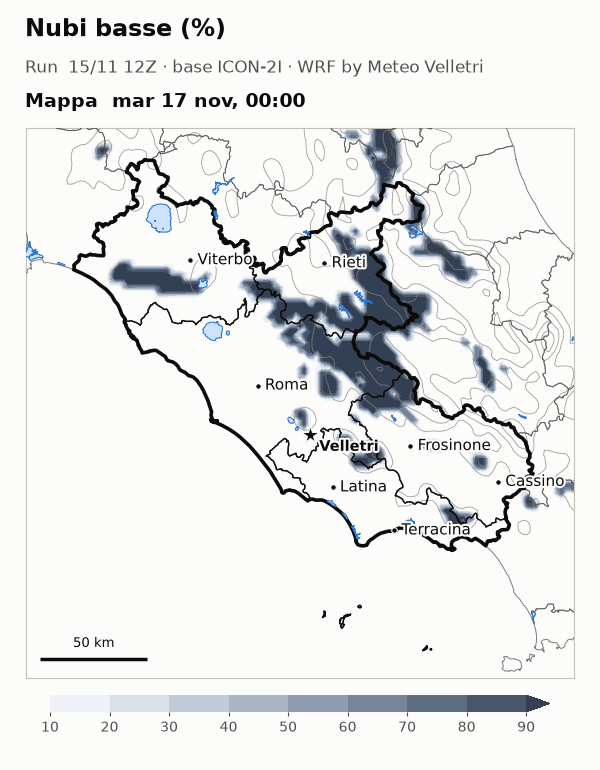 Nubi basse (%)
Run 15/11 12Z · base ICON-2I · WRF by Meteo Velletri
Mappa mar 17 nov, 00:00
Viterbo
Rieti
Roma
Velletri
Frosinone
Cassino
Latina
Terracina
50 km
10 20 30 40 50 60 70 80 90